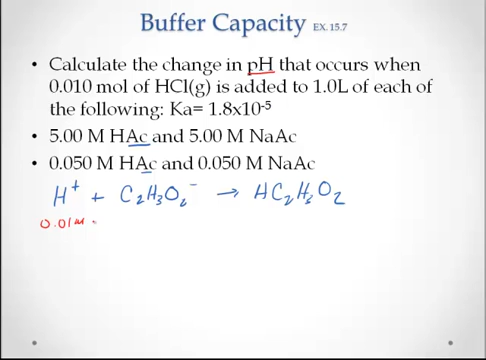 Buffer Capacity EX. 15.7
• Calculate the change in pH that occurs when
0.010 mol of HCl(g) is added to 1.0L of each of
the following: Ka= 1.8x10⁻⁵
• 5.00 M HAc and 5.00 M NaAc
• 0.050 M HAc and 0.050 M NaAc
H⁺ + C₂H₃O₂⁻ → HC₂H₃O₂
0.01M